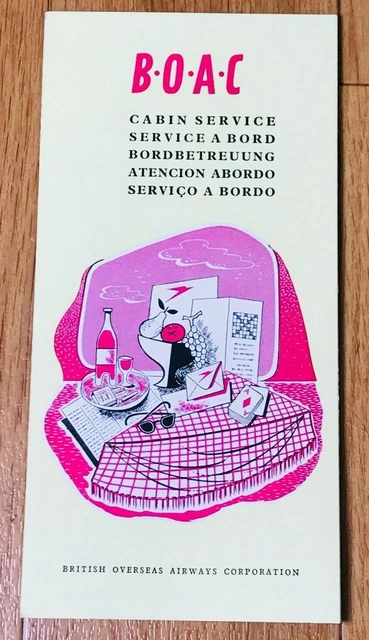 B·O·A·C
CABIN SERVICE
SERVICE A BORD
BORDBETREUUNG
ATENCION ABORDO
SERVIÇO A BORDO
BRITISH OVERSEAS AIRWAYS CORPORATION